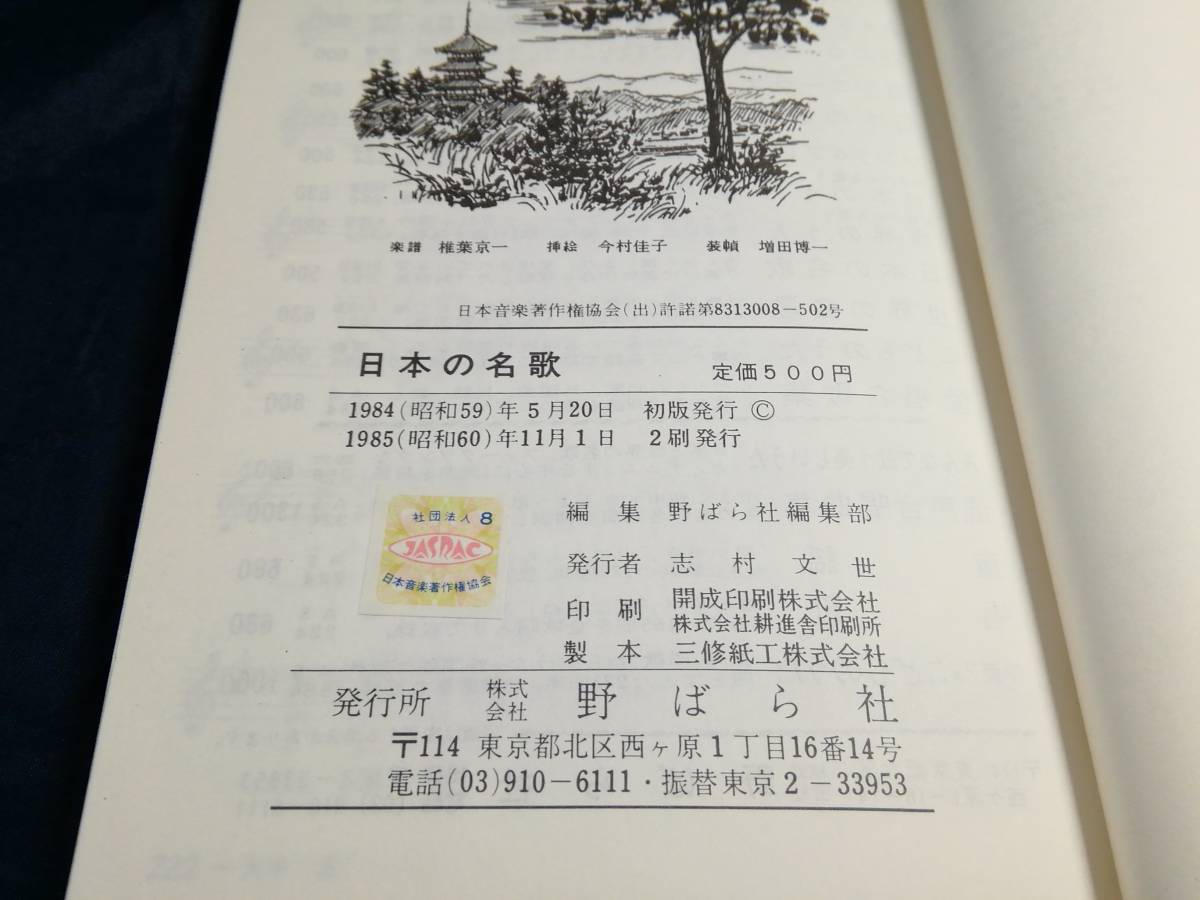 楽譜 椎葉京一 挿絵 今村佳子 装幀 増田博一
日本音楽著作権協会(出)許諾第8313008-502号
日本の名歌 定価500円
1984(昭和59)年5月20日 初版発行 ©
1985(昭和60)年11月1日 2刷発行
社団法人 8
JASRAC
日本音楽著作権協会
編集 野ばら社編集部
発行者 志村文世
印刷 開成印刷株式会社
株式会社耕進舎印刷所
製本 三修紙工株式会社
発行所 株式会社 野ばら社
〒114 東京都北区西ヶ原1丁目16番14号
電話(03)910-6111・振替東京2-33953